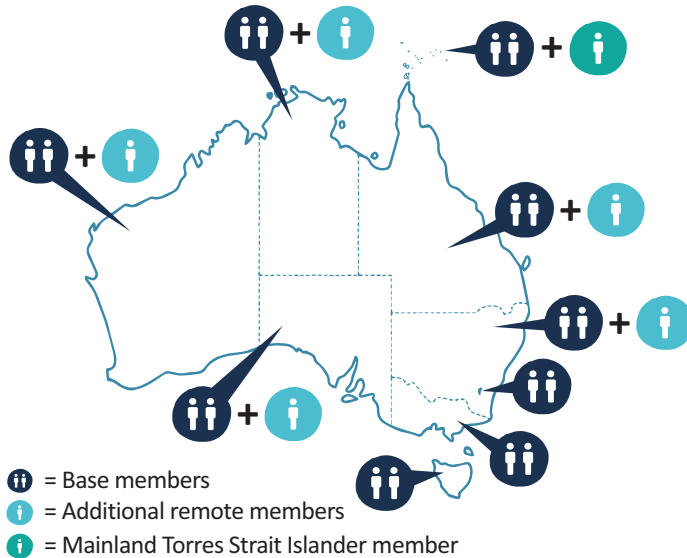 +
+
+
+
+
+
= Base members
= Additional remote members
= Mainland Torres Strait Islander member